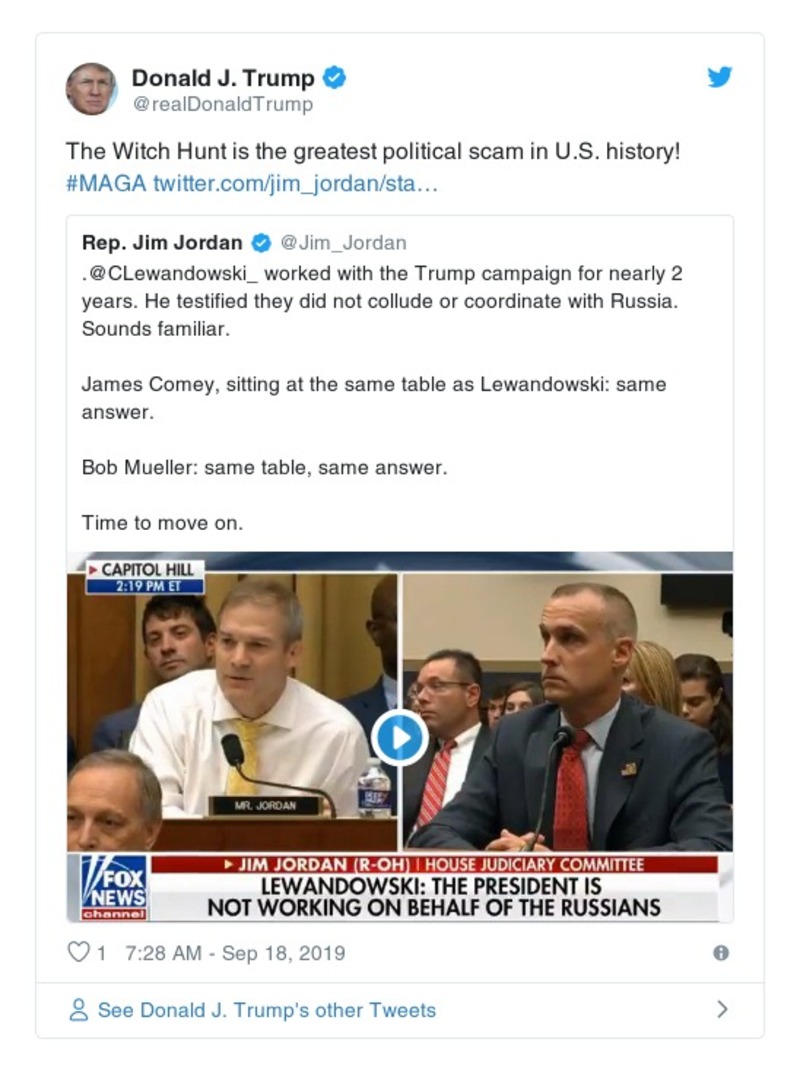 Donald J. Trump
@realDonaldTrump
The Witch Hunt is the greatest political scam in U.S. history!
#MAGA twitter.com/jim_jordan/sta…
Rep. Jim Jordan @Jim_Jordan
.@CLewandowski_ worked with the Trump campaign for nearly 2
years. He testified they did not collude or coordinate with Russia.
Sounds familiar.
James Comey, sitting at the same table as Lewandowski: same
answer.
Bob Mueller: same table, same answer.
Time to move on.
CAPITOL HILL
2:19 PM ET
MR. JORDAN
FOX
NEWS
channel
JIM JORDAN (R-OH) | HOUSE JUDICIARY COMMITTEE
LEWANDOWSKI: THE PRESIDENT IS
NOT WORKING ON BEHALF OF THE RUSSIANS
1 7:28 AM - Sep 18, 2019
See Donald J. Trump's other Tweets